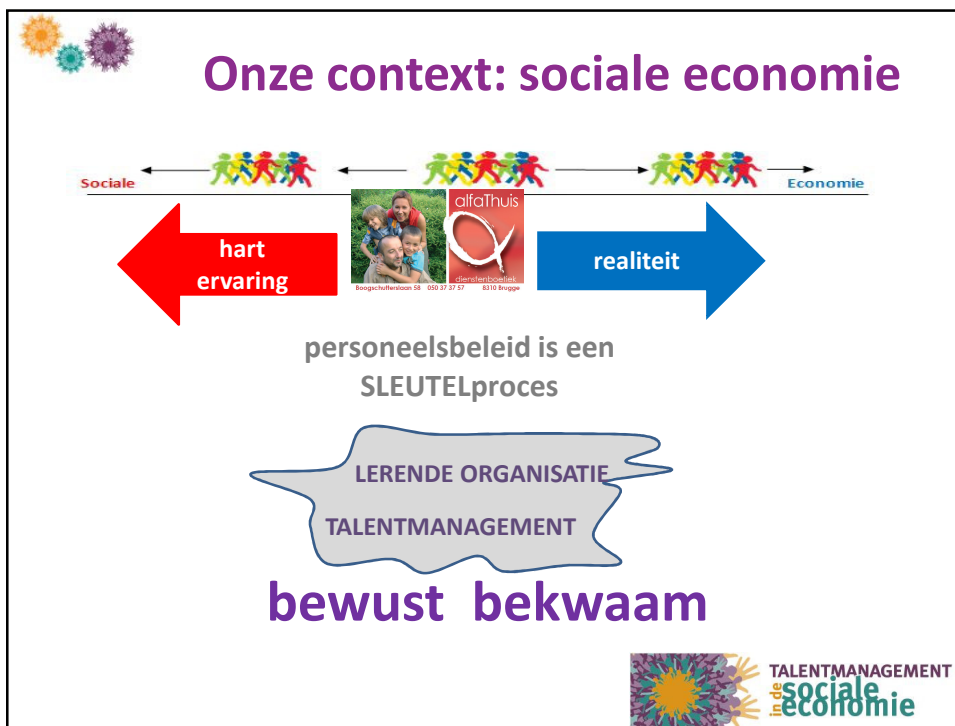 Onze context: sociale economie
Sociale
Economie
hart
ervaring
alfaThuis
dienstenboetiek
Boogschutterslaan 58 050 37 37 57 8310 Brugge
realiteit
personeelsbeleid is een
SLEUTELproces
LERENDE ORGANISATIE
TALENTMANAGEMENT
bewust bekwaam
TALENTMANAGEMENT
in de sociale
economie